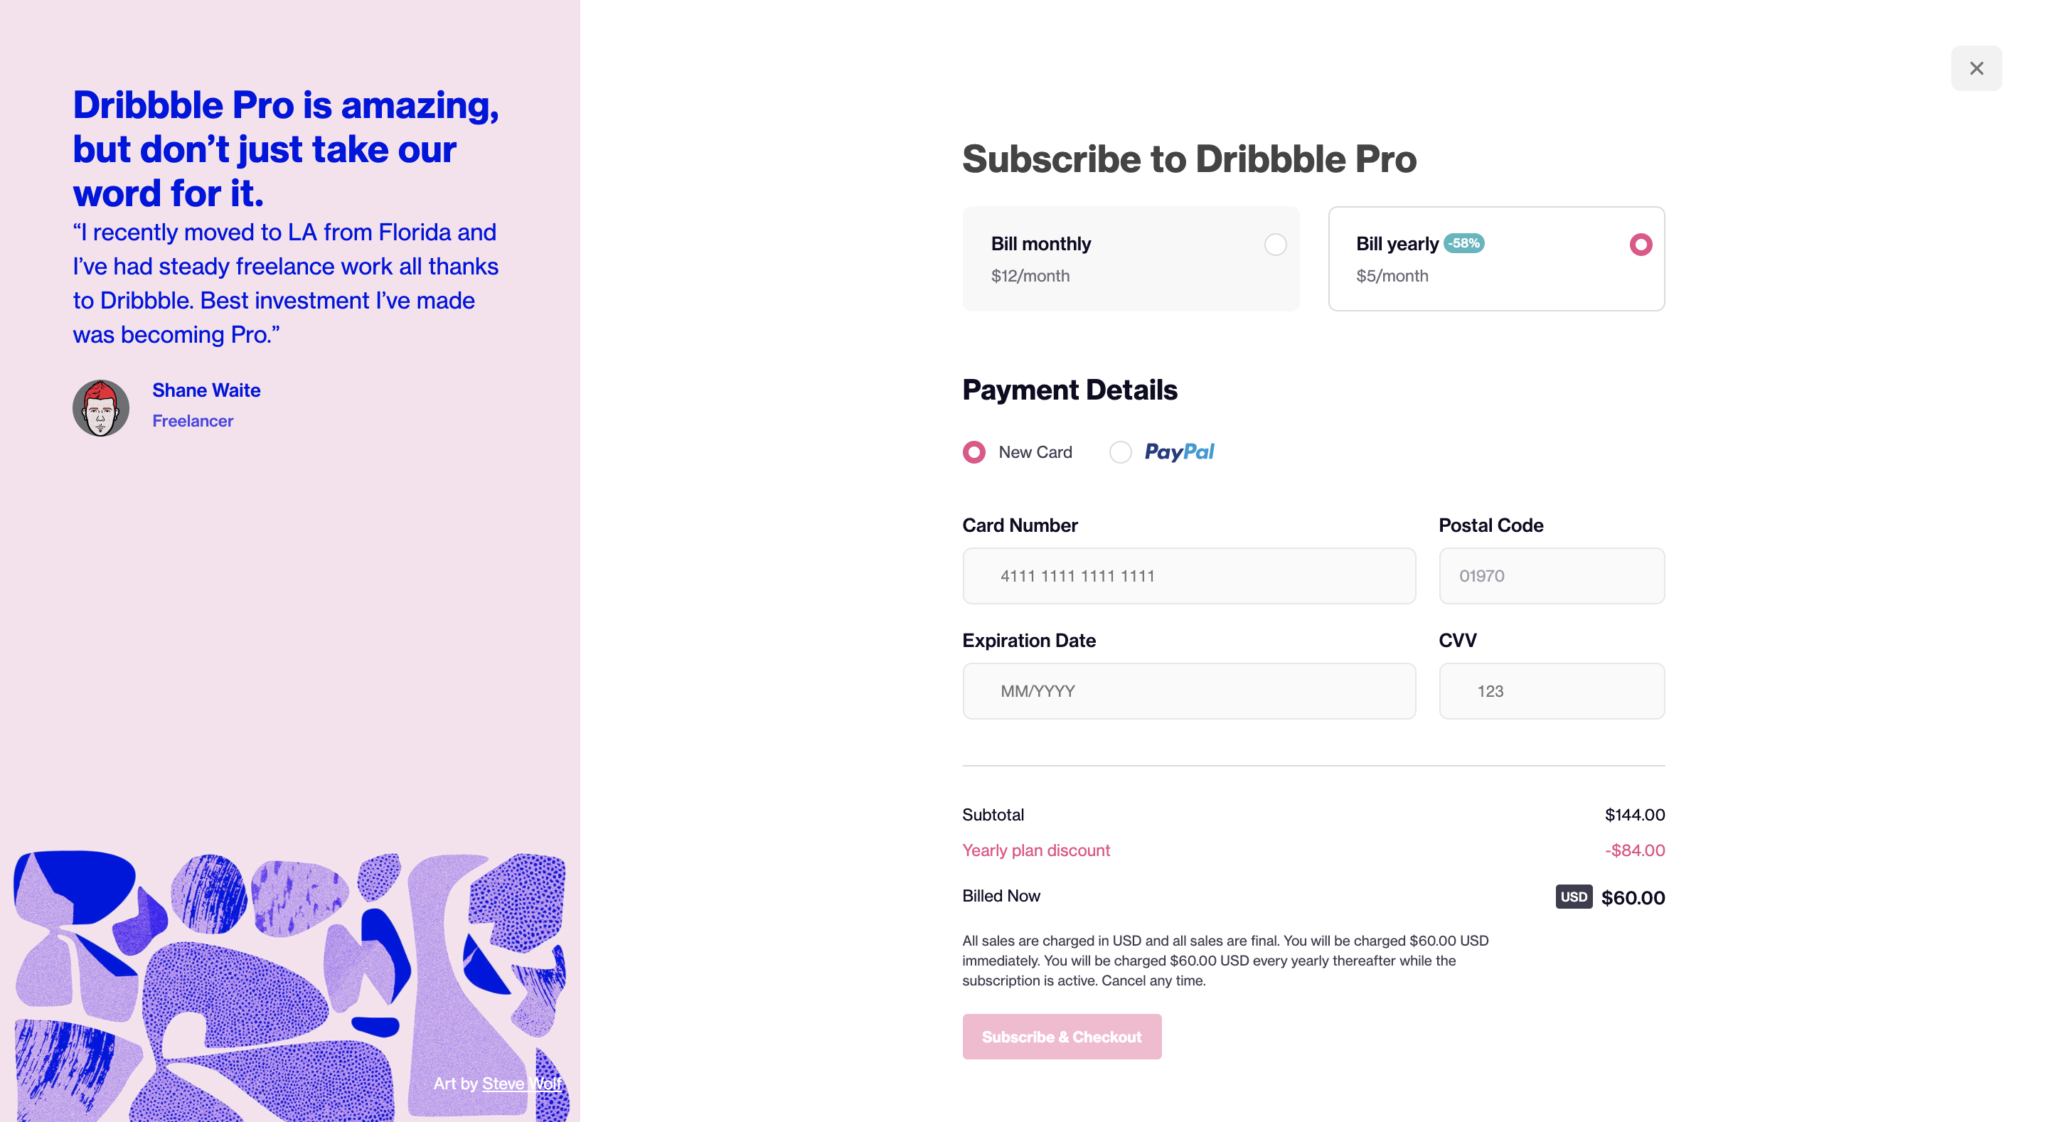 Dribbble Pro is amazing,
but don’t just take our
word for it.
“I recently moved to LA from Florida and
I’ve had steady freelance work all thanks
to Dribbble. Best investment I’ve made
was becoming Pro.”
Shane Waite
Freelancer
Art by Steve Wolf
Subscribe to Dribbble Pro
Bill monthly
$12/month
Bill yearly -58%
$5/month
Payment Details
New Card PayPal
Card Number Postal Code
4111 1111 1111 1111 01970
Expiration Date CVV
MM/YYYY 123
Subtotal $144.00
Yearly plan discount -$84.00
Billed Now USD $60.00
All sales are charged in USD and all sales are final. You will be charged $60.00 USD
immediately. You will be charged $60.00 USD every yearly thereafter while the
subscription is active. Cancel any time.
Subscribe & Checkout